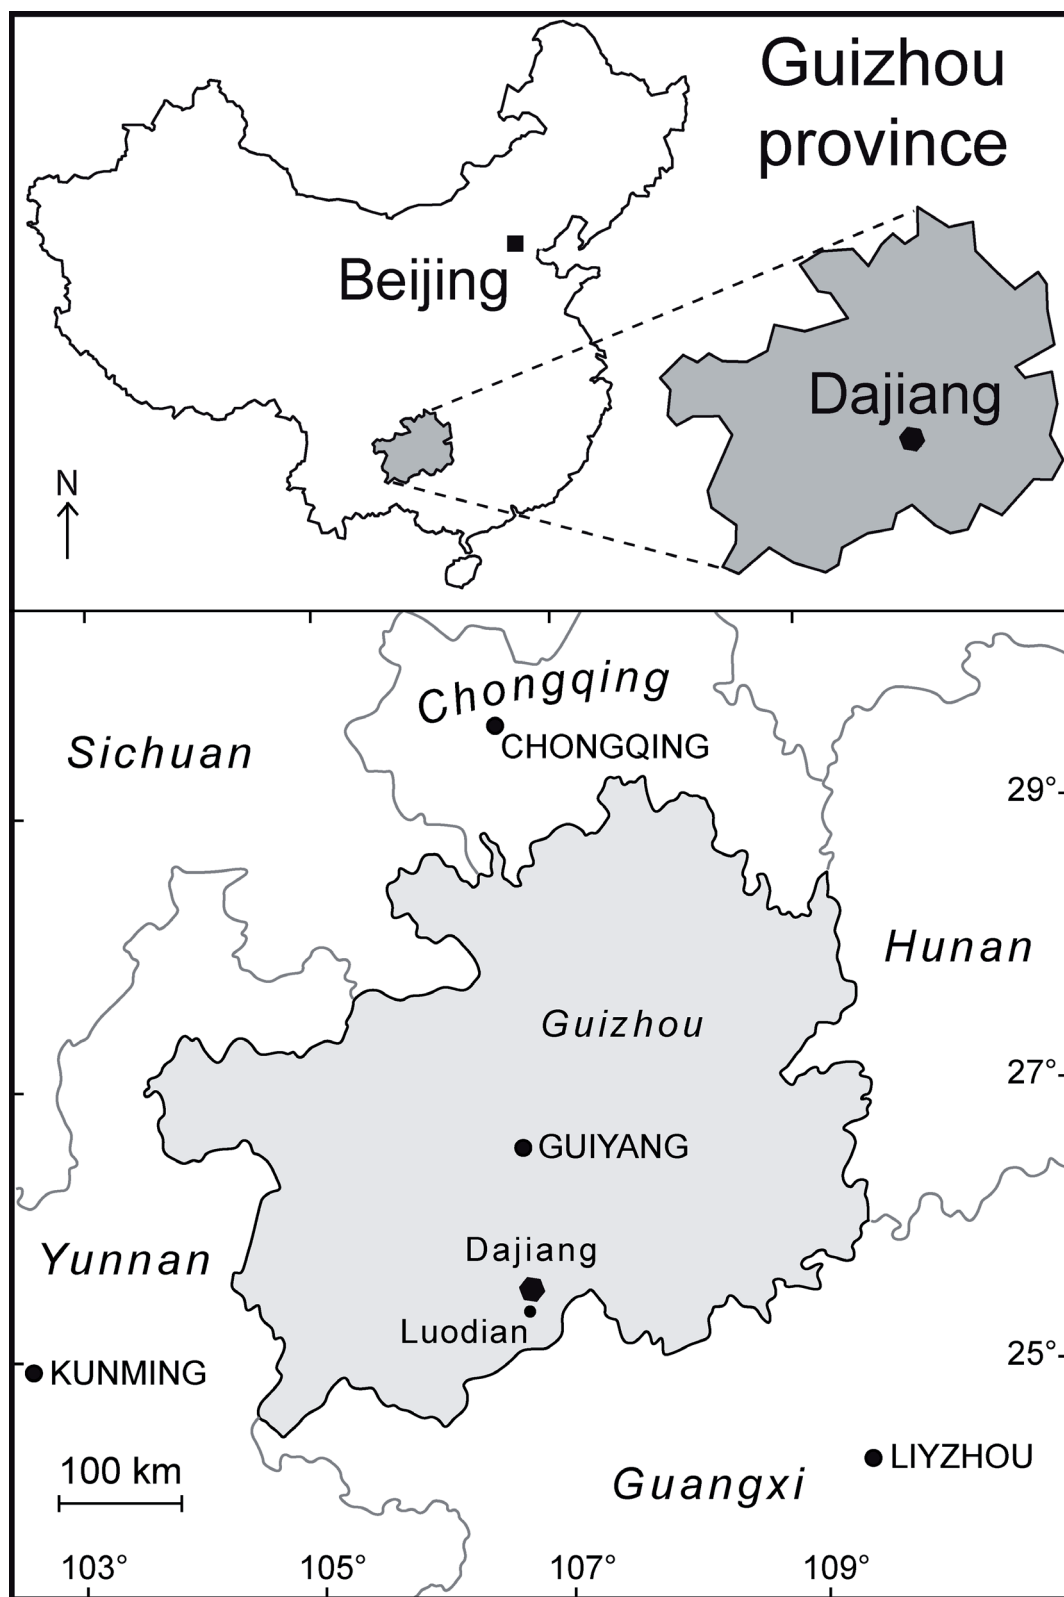 Guizhou
province
Beijing
Dajiang
N
Chongqing
CHONGQING
Sichuan
29°
Hunan
Guizhou
27°
GUIYANG
Dajiang
Yunnan
Luodian
25°
KUNMING
LIYZHOU
100 km
Guangxi
103° 105° 107° 109°